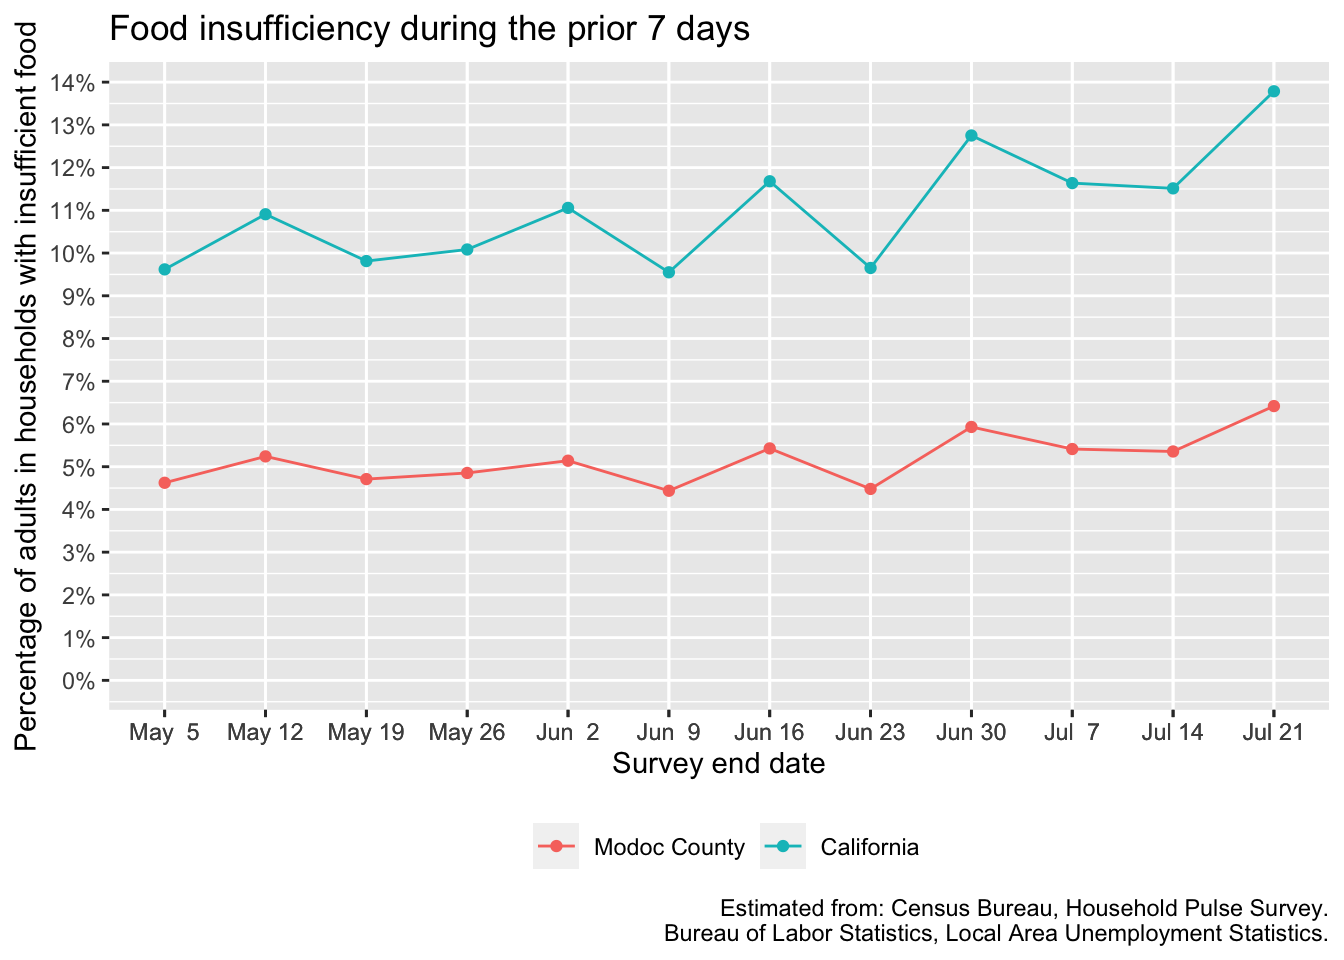 Food insufficiency during the prior 7 days
Percentage of adults in households with insufficient food
14%
13%
12%
11%
10%
9%
8%
7%
6%
5%
4%
3%
2%
1%
0%
May 5 May 12 May 19 May 26 Jun 2 Jun 9 Jun 16 Jun 23 Jun 30 Jul 7 Jul 14 Jul 21
Survey end date
Modoc County California
Estimated from: Census Bureau, Household Pulse Survey.
Bureau of Labor Statistics, Local Area Unemployment Statistics.